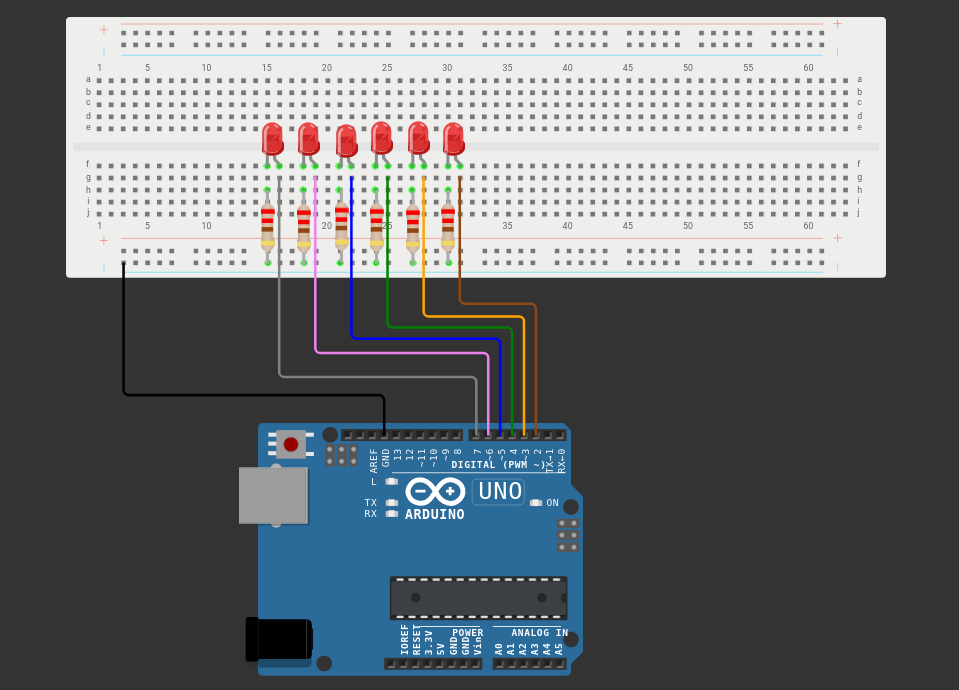 + +
1 5 10 15 20 25 30 35 40 45 50 55 60
a a
b b
c c
d d
e e
f f
g g
h h
i i
j j
1 5 10 15 20 25 30 35 40 45 50 55 60
+ +
AREF GND 13 12 ~11 ~10 ~9 8 7 ~6 ~5 4 ~3 2 TX→1 RX←0
DIGITAL (PWM ~)
L
TX
RX
UNO
ON
ARDUINO
POWER
ANALOG IN
IOREF RESET 3.3V 5V GND GND Vin A0 A1 A2 A3 A4 A5